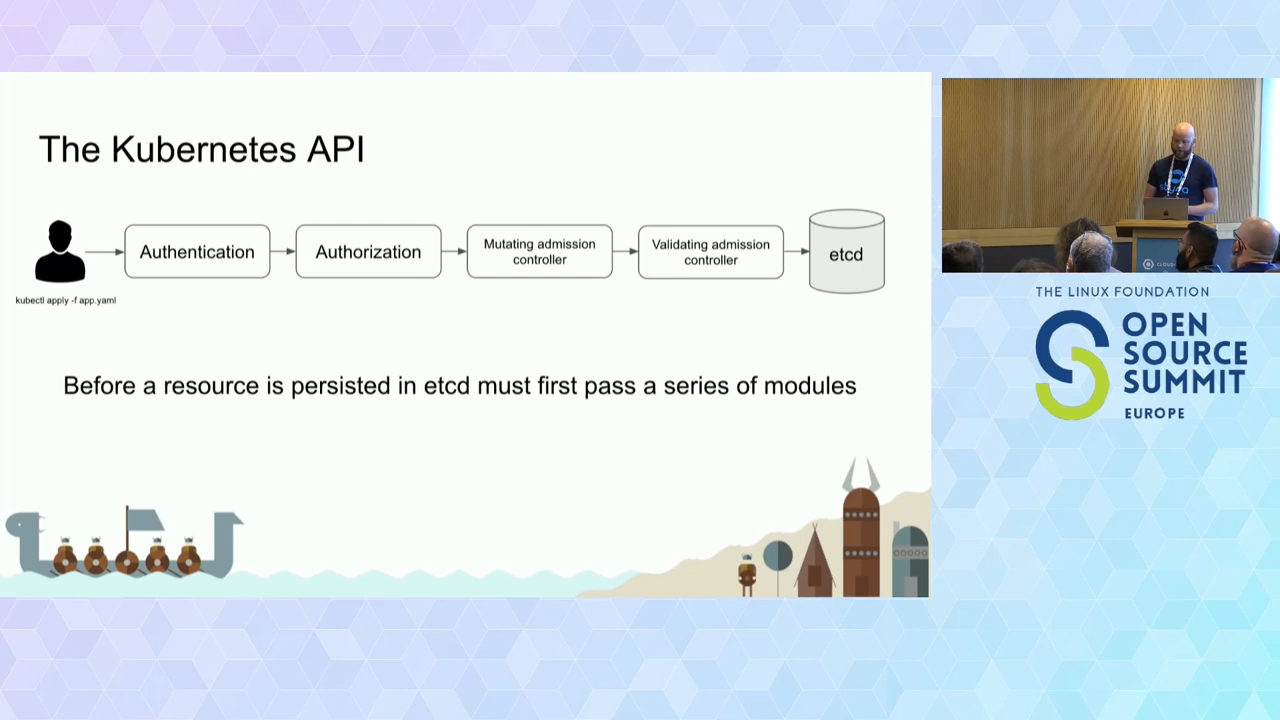 The Kubernetes API
Authentication
Authorization
Mutating admission
controller
Validating admission
controller
etcd
kubectl apply -f app.yaml
Before a resource is persisted in etcd must first pass a series of modules
THE LINUX FOUNDATION
OPEN
SOURCE
SUMMIT
EUROPE